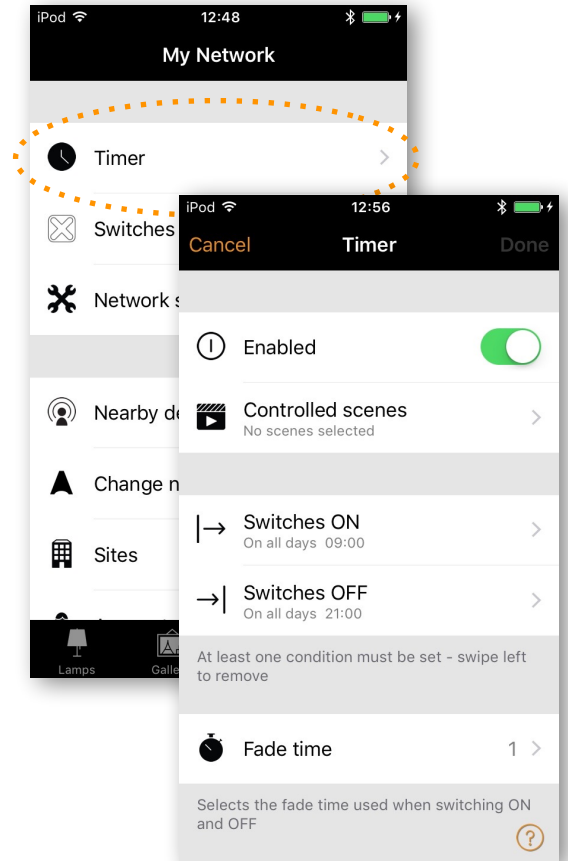 iPod 12:48
My Network
Timer
Switches
Network s
Nearby de
Change n
Sites
Lamps
Galle
iPod 12:56
Cancel Timer Done
Enabled
Controlled scenes
No scenes selected
Switches ON
On all days 09:00
Switches OFF
On all days 21:00
At least one condition must be set - swipe left
to remove
Fade time 1
Selects the fade time used when switching ON
and OFF
?